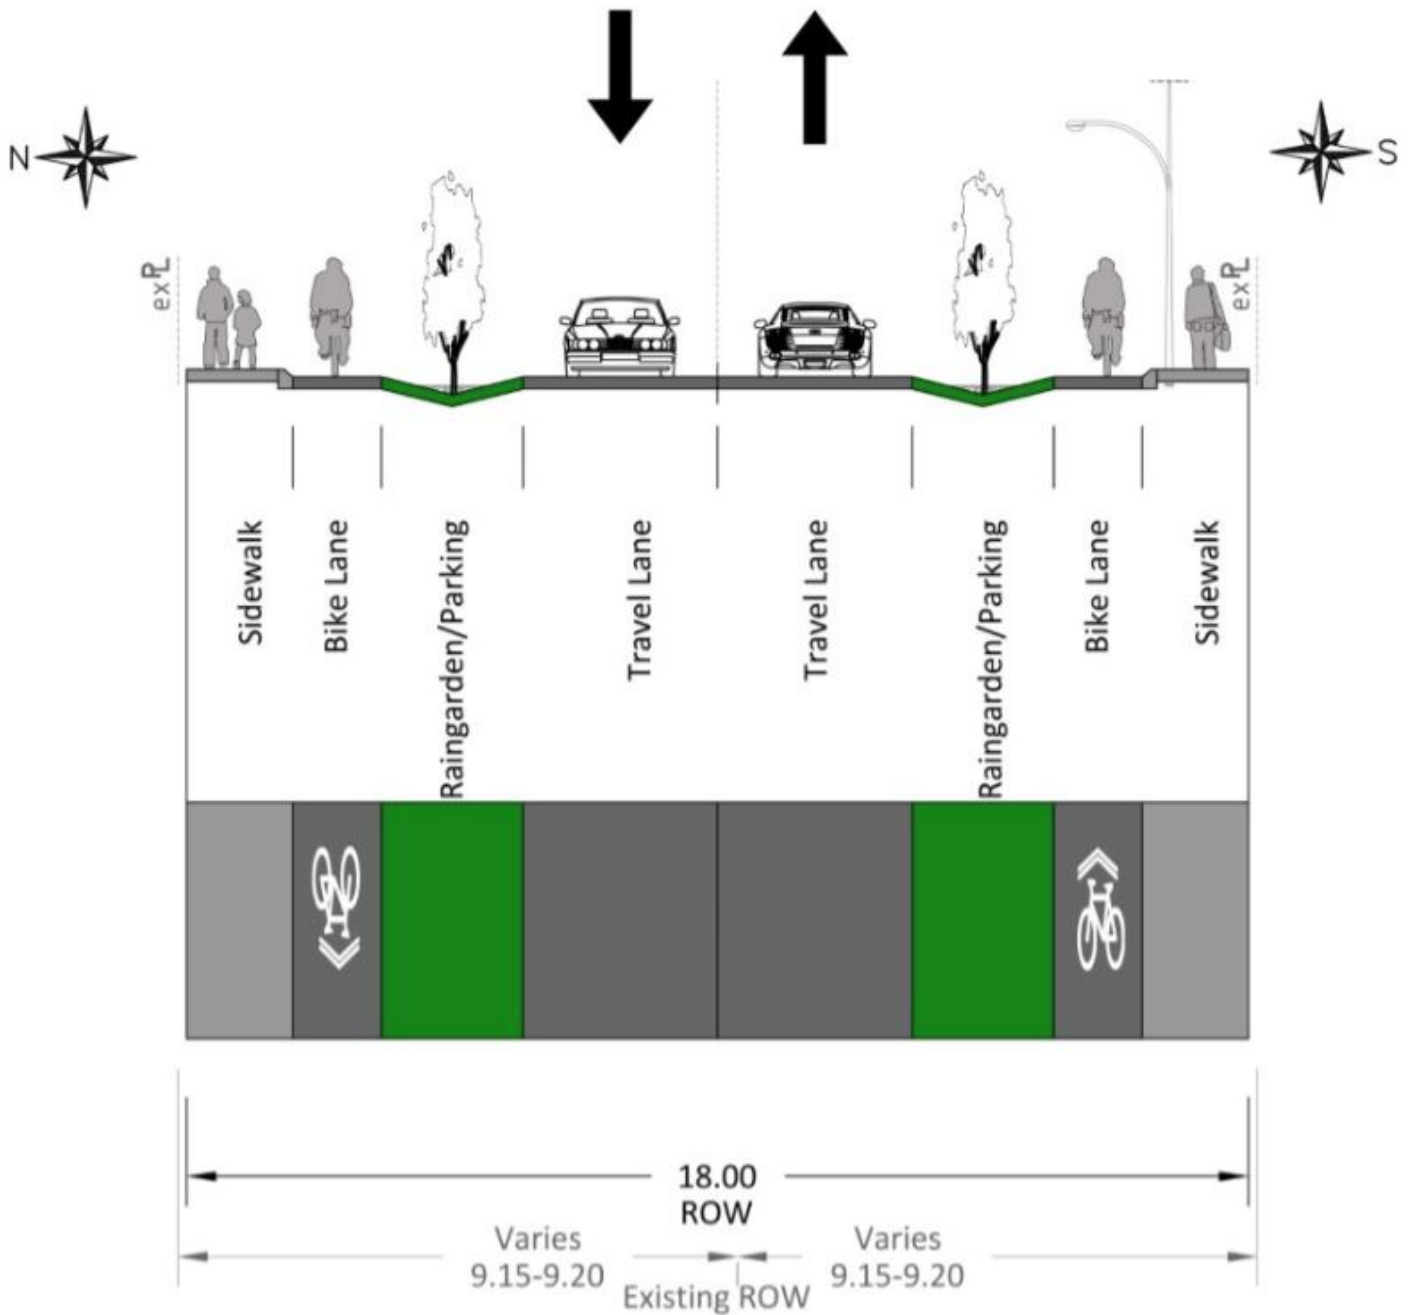 N
S
ex PL
ex PL
Sidewalk
Bike Lane
Raingarden/Parking
Travel Lane
Travel Lane
Raingarden/Parking
Bike Lane
Sidewalk
18.00
ROW
Varies
9.15-9.20
Varies
9.15-9.20
Existing ROW